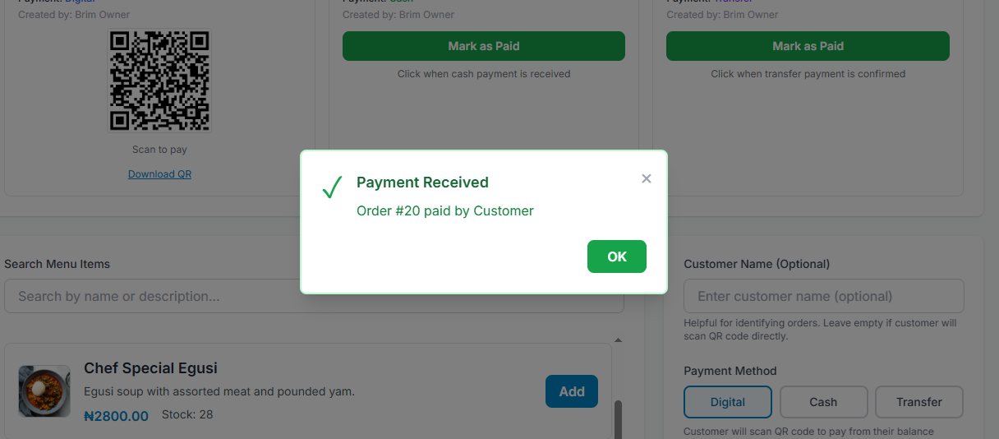 Payment: Digital
Created by: Brim Owner
Scan to pay
Download QR
Payment: Cash
Created by: Brim Owner
Mark as Paid
Click when cash payment is received
Payment: Transfer
Created by: Brim Owner
Mark as Paid
Click when transfer payment is confirmed
Payment Received
Order #20 paid by Customer
OK
Search Menu Items
Search by name or description...
Chef Special Egusi
Egusi soup with assorted meat and pounded yam.
₦2800.00 Stock: 28
Add
Customer Name (Optional)
Enter customer name (optional)
Helpful for identifying orders. Leave empty if customer will
scan QR code directly.
Payment Method
Digital
Cash
Transfer
Customer will scan QR code to pay from their balance